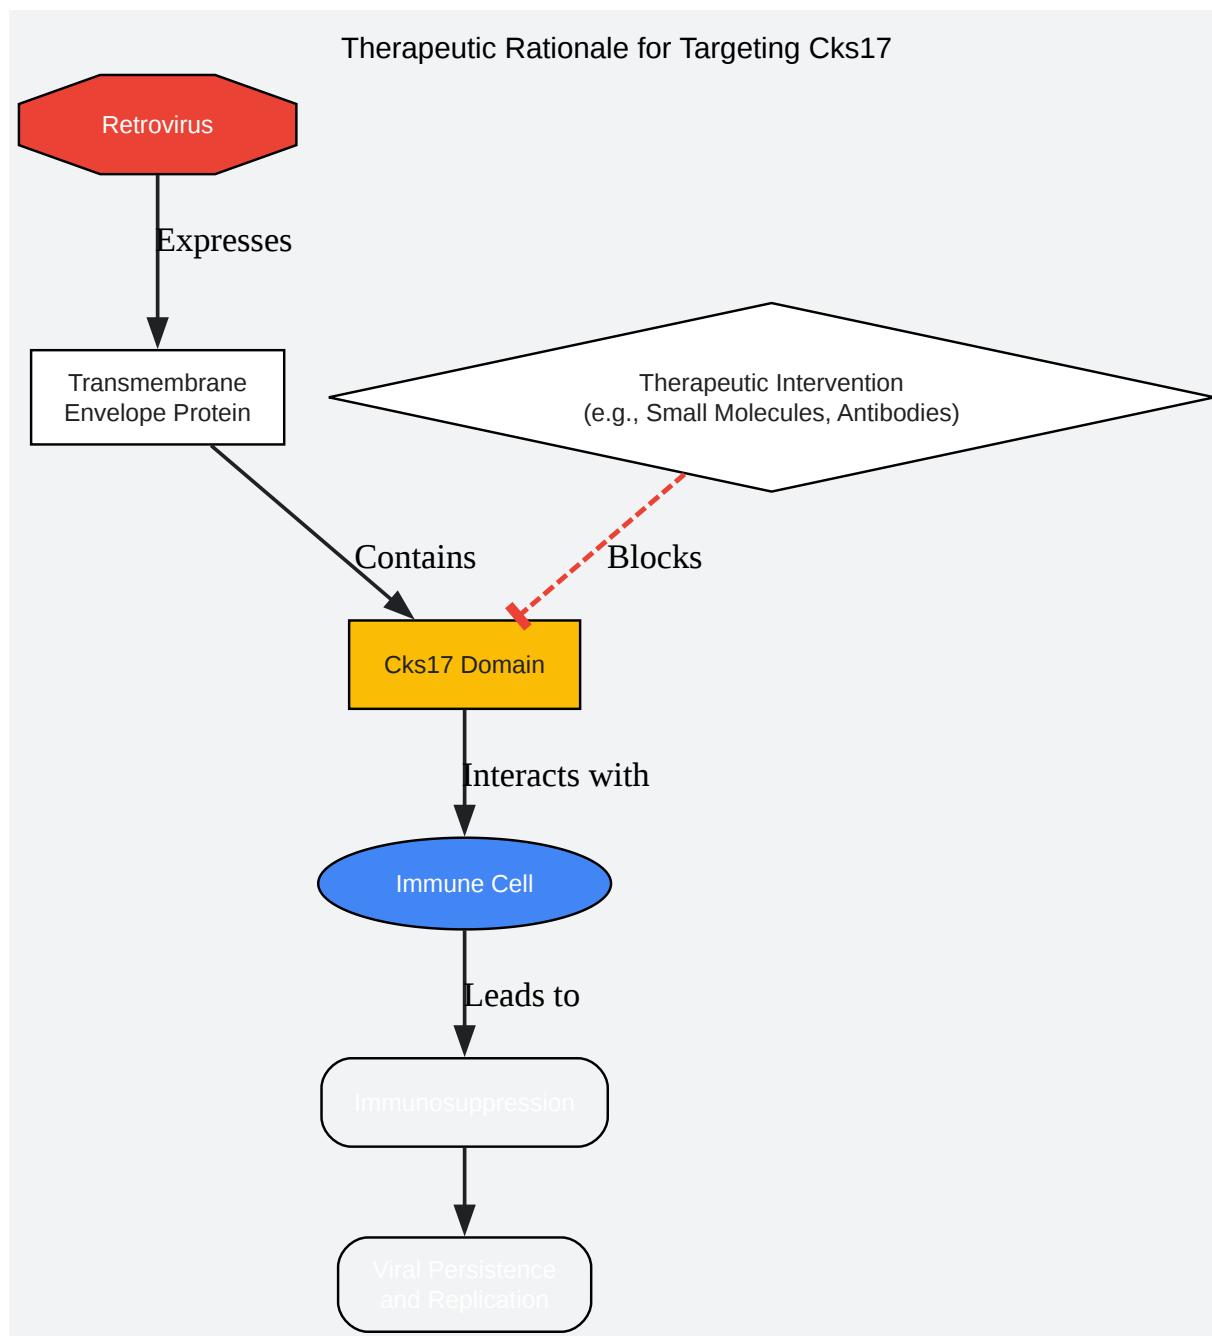 Therapeutic Rationale for Targeting Cks17
Retrovirus
Expresses
Transmembrane
Envelope Protein
Therapeutic Intervention
(e.g., Small Molecules, Antibodies)
Contains
Blocks
Cks17 Domain
Interacts with
Immune Cell
Leads to
Immunosuppression
Viral Persistence
and Replication